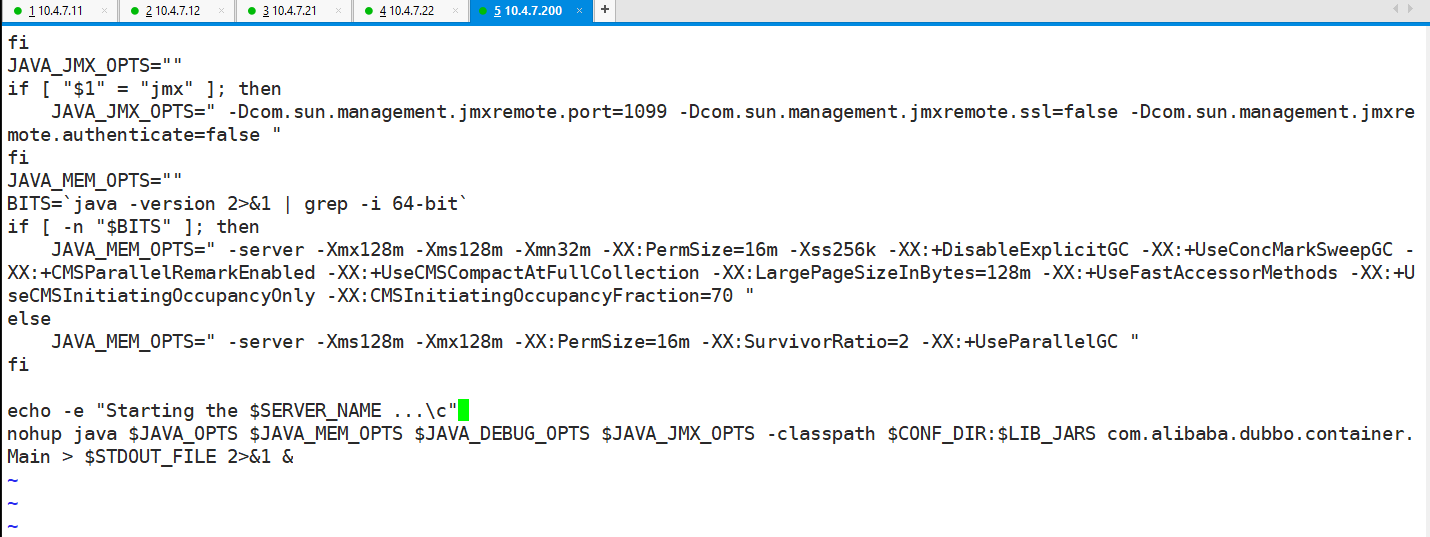 1 10.4.7.11 × 2 10.4.7.12 × 3 10.4.7.21 × 4 10.4.7.22 × 5 10.4.7.200 × +
fi
JAVA_JMX_OPTS=""
if [ "$1" = "jmx" ]; then
    JAVA_JMX_OPTS=" -Dcom.sun.management.jmxremote.port=1099 -Dcom.sun.management.jmxremote.ssl=false -Dcom.sun.management.jmxre
mote.authenticate=false "
fi
JAVA_MEM_OPTS=""
BITS=`java -version 2>&1 | grep -i 64-bit`
if [ -n "$BITS" ]; then
    JAVA_MEM_OPTS=" -server -Xmx128m -Xms128m -Xmn32m -XX:PermSize=16m -Xss256k -XX:+DisableExplicitGC -XX:+UseConcMarkSweepGC -
XX:+CMSParallelRemarkEnabled -XX:+UseCMSCompactAtFullCollection -XX:LargePageSizeInBytes=128m -XX:+UseFastAccessorMethods -XX:+U
seCMSInitiatingOccupancyOnly -XX:CMSInitiatingOccupancyFraction=70 "
else
    JAVA_MEM_OPTS=" -server -Xms128m -Xmx128m -XX:PermSize=16m -XX:SurvivorRatio=2 -XX:+UseParallelGC "
fi
echo -e "Starting the $SERVER_NAME ...\c"
nohup java $JAVA_OPTS $JAVA_MEM_OPTS $JAVA_DEBUG_OPTS $JAVA_JMX_OPTS -classpath $CONF_DIR:$LIB_JARS com.alibaba.dubbo.container.
Main > $STDOUT_FILE 2>&1 &
~
~
~